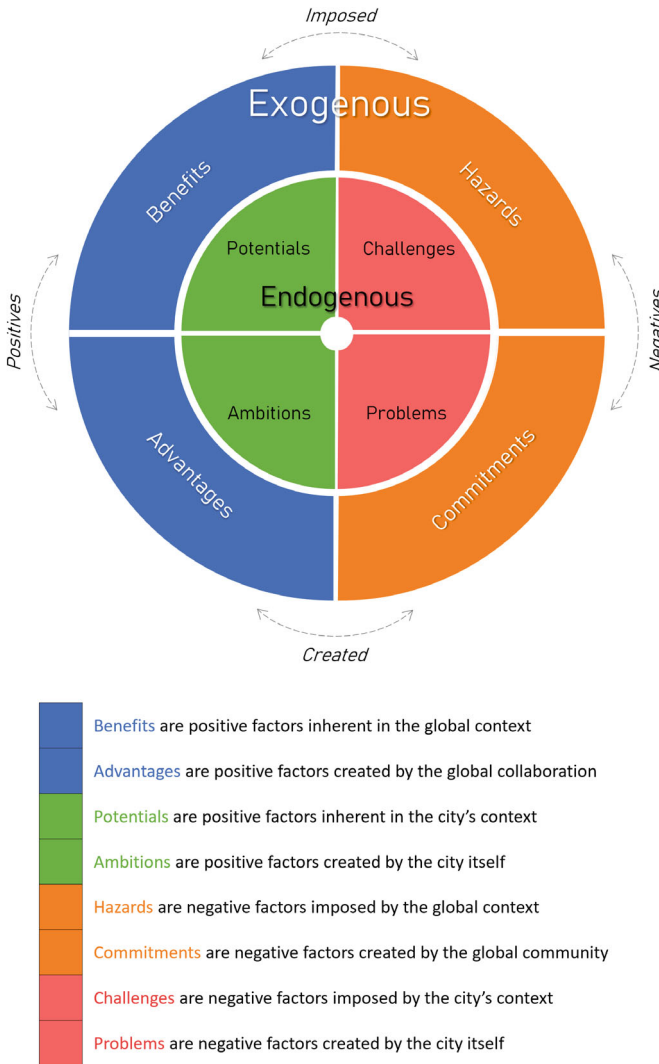 Imposed
Exogenous
Benefits
Hazards
Potentials
Challenges
Endogenous
Positives
Negatives
Ambitions
Problems
Advantages
Commitments
Created
Benefits are positive factors inherent in the global context
Advantages are positive factors created by the global collaboration
Potentials are positive factors inherent in the city's context
Ambitions are positive factors created by the city itself
Hazards are negative factors imposed by the global context
Commitments are negative factors created by the global community
Challenges are negative factors imposed by the city's context
Problems are negative factors created by the city itself